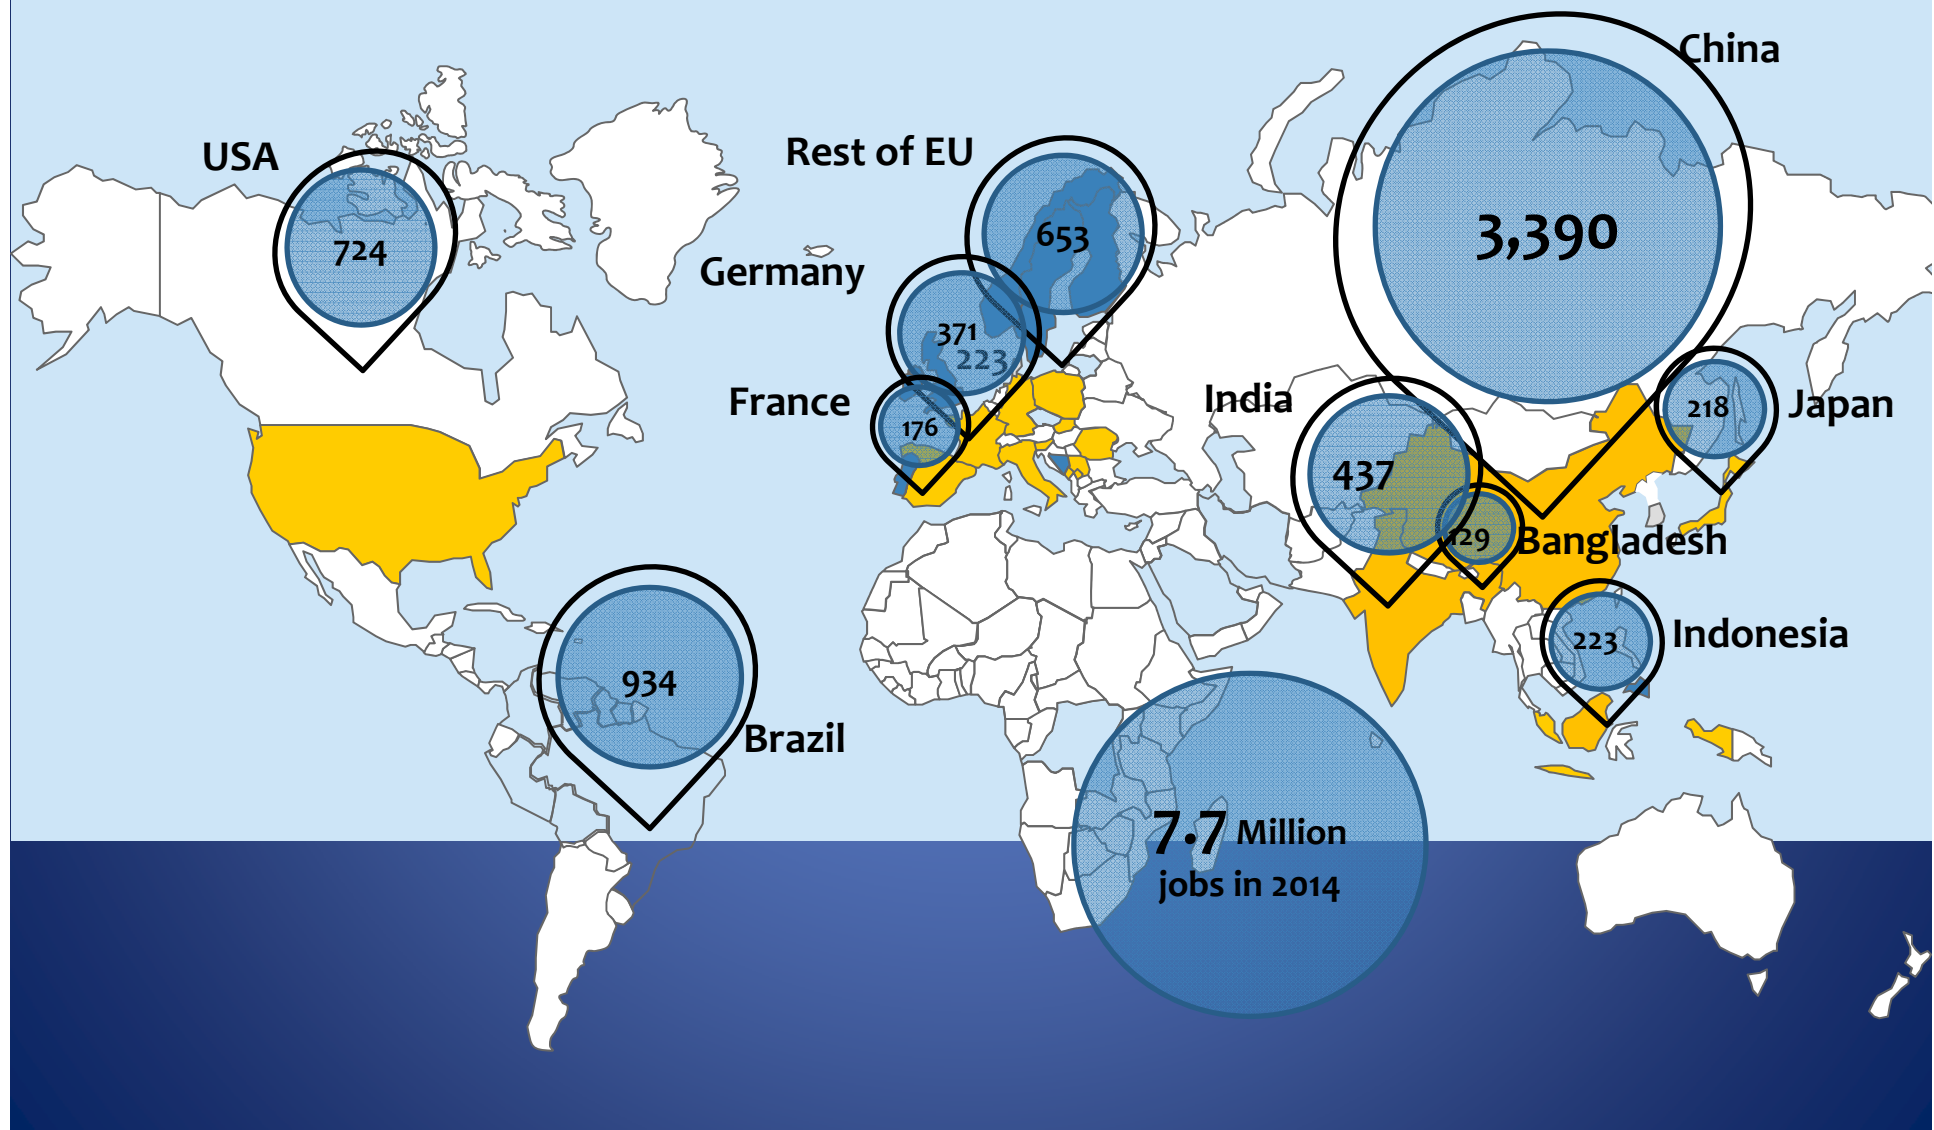 China
USA
724
Rest of EU
653
3,390
Germany
371
223
France
176
India
437
218
Japan
129
Bangladesh
223
Indonesia
934
Brazil
7.7 Million
jobs in 2014